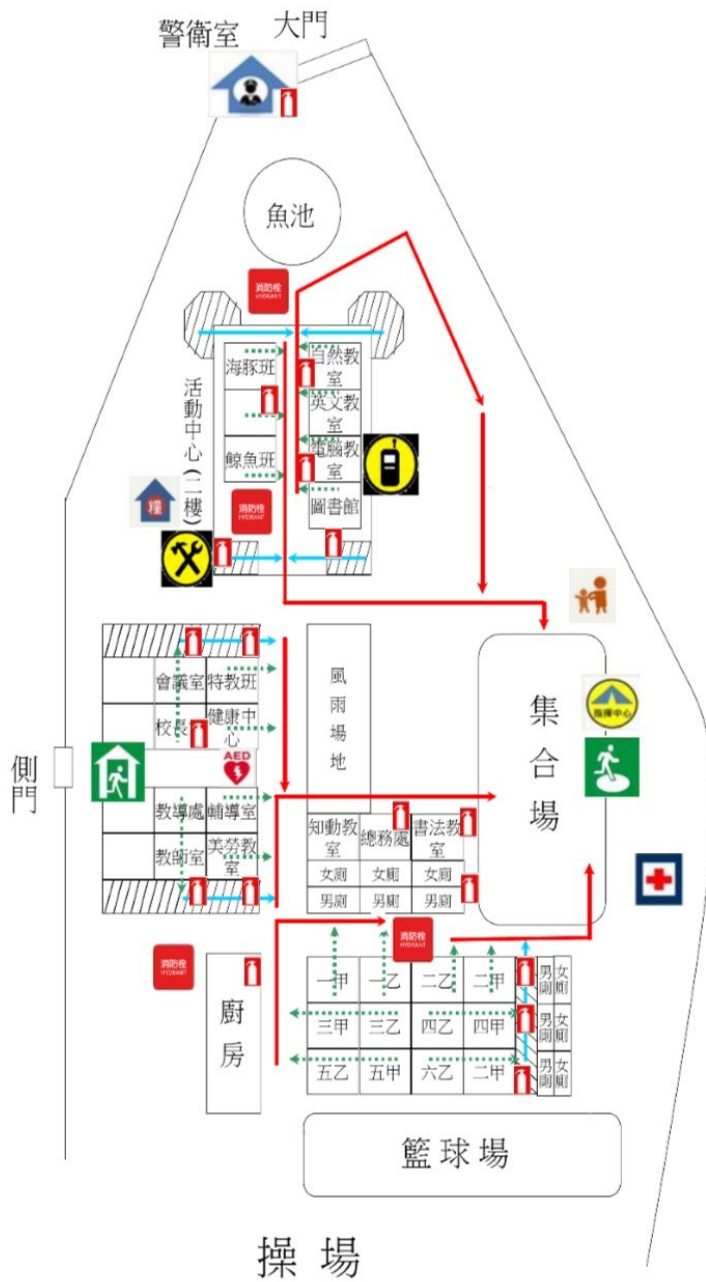 大門
警衛室
魚池
消防栓
HYDRANT
海豚班
自然教
室
英文教
室
活動中心(二樓)
鯨魚班
電腦教
室
圖書館
糧
消防栓
HYDRANT
會議室
特教班
校長
健康中
心
AED
風雨場地
集合場
指揮中心
側門
教導處
輔導室
教師室
美勞教
室
知動教
室
總務處
書法教
室
女廁
女廁
女廁
男廁
男廁
男廁
消防栓
HYDRANT
消防栓
HYDRANT
廚房
一甲
一乙
二乙
二甲
男廁
女廁
三甲
三乙
四乙
四甲
男廁
女廁
五乙
五甲
六乙
二甲
男廁
女廁
籃球場
操場